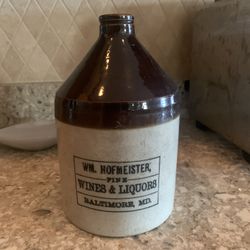 WM. HOFMEISTER,
FINE
WINES & LIQUORS
BALTIMORE, MD.